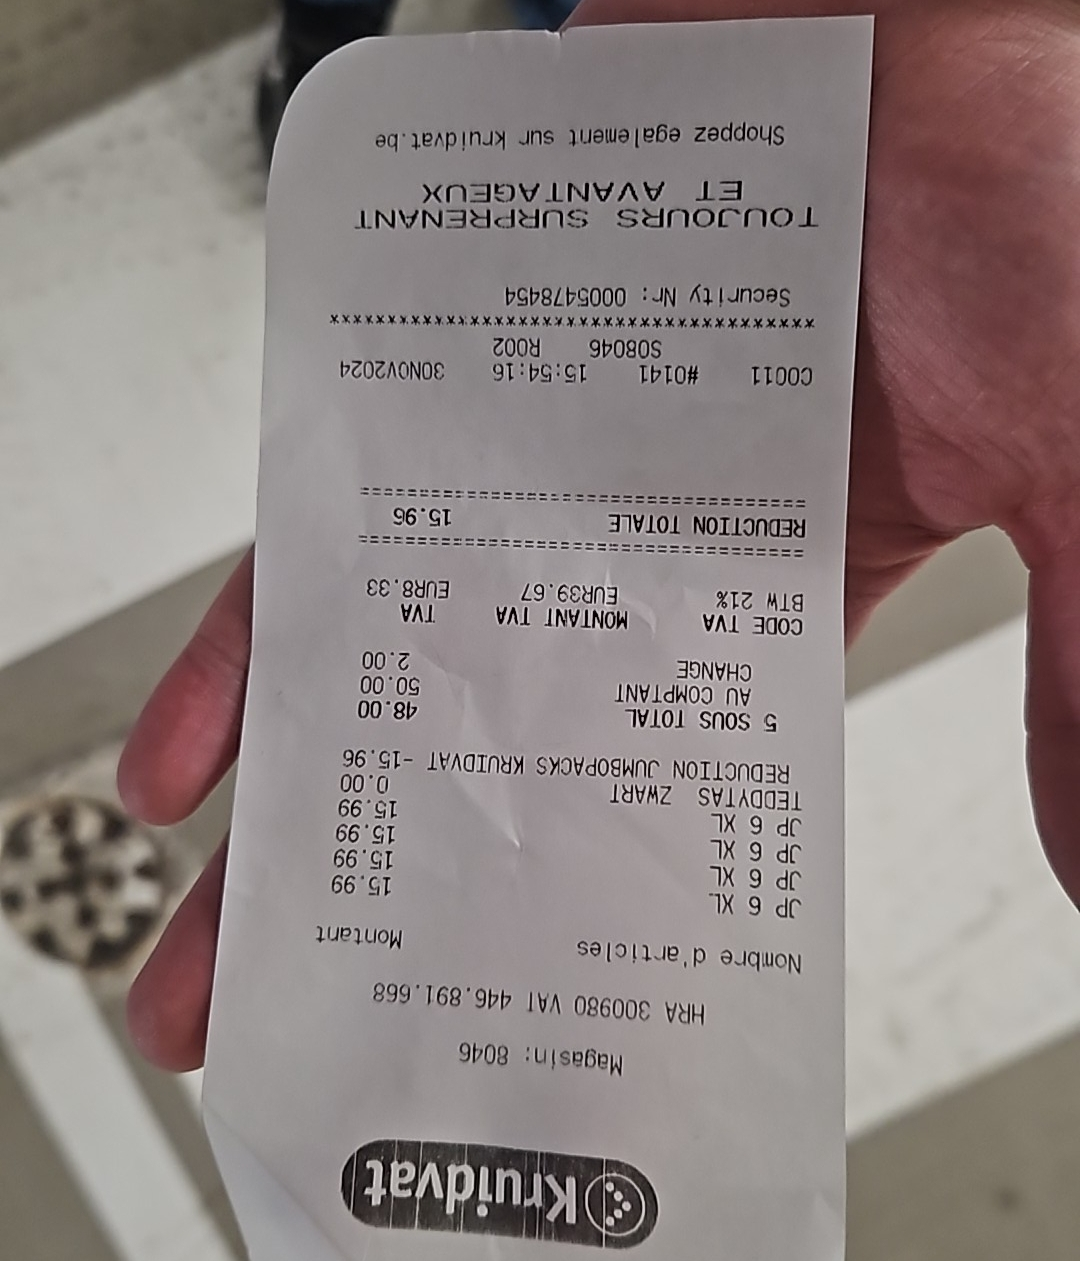 Kruidvat
Magasin: 8046
HRA 300980 VAT 446.891.668
Nombre d'articles Montant
JP 6 XL 15.99
JP 6 XL 15.99
JP 6 XL 15.99
JP 6 XL 15.99
TEDDYTAS ZWART 0.00
REDUCTION JUMBOPACKS KRUIDVAT -15.96
5 SOUS TOTAL 48.00
AU COMPTANT 50.00
CHANGE 2.00
CODE TVA MONTANT TVA TVA
BTW 21% EUR39.67 EUR8.33
======================================
REDUCTION TOTALE 15.96
======================================
C0011 #0141 15:54:16 30NOV2024
S08046 R002
****************************************
Security Nr: 0005478454
TOUJOURS SURPRENANT
ET AVANTAGEUX
Shoppez egalement sur kruidvat.be